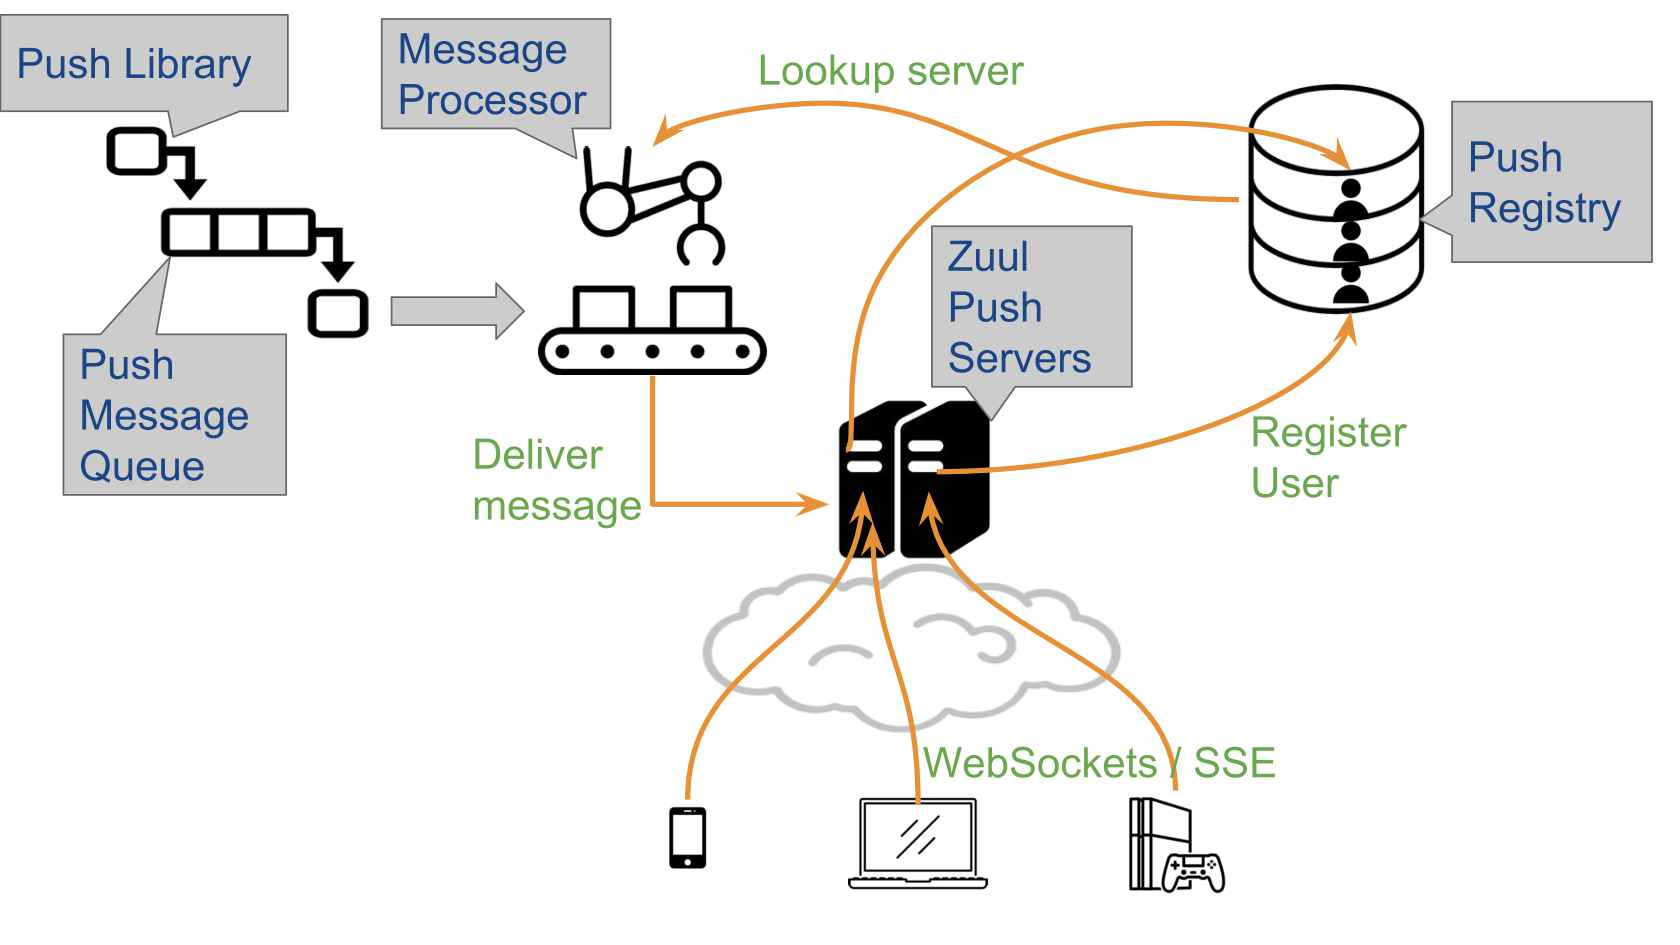 Push Library
Message
Processor
Lookup server
Push
Registry
Zuul
Push
Servers
Push
Message
Queue
Deliver
message
Register
User
WebSockets / SSE